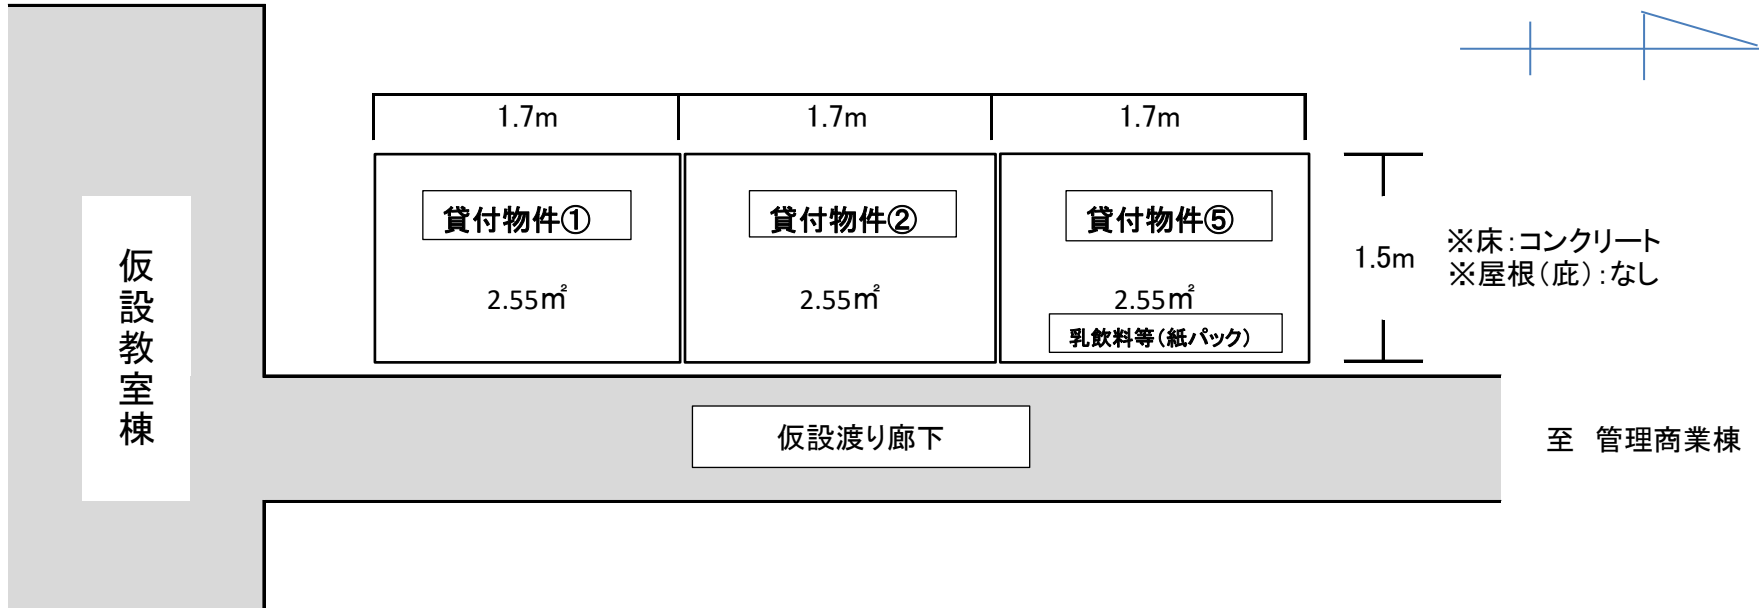 1.7m
1.7m
1.7m
貸付物件①
貸付物件②
貸付物件⑤
2.55㎡
2.55㎡
2.55㎡
乳飲料等(紙パック)
1.5m
※床:コンクリート
※屋根(庇):なし
仮設教室棟
仮設渡り廊下
至 管理商業棟